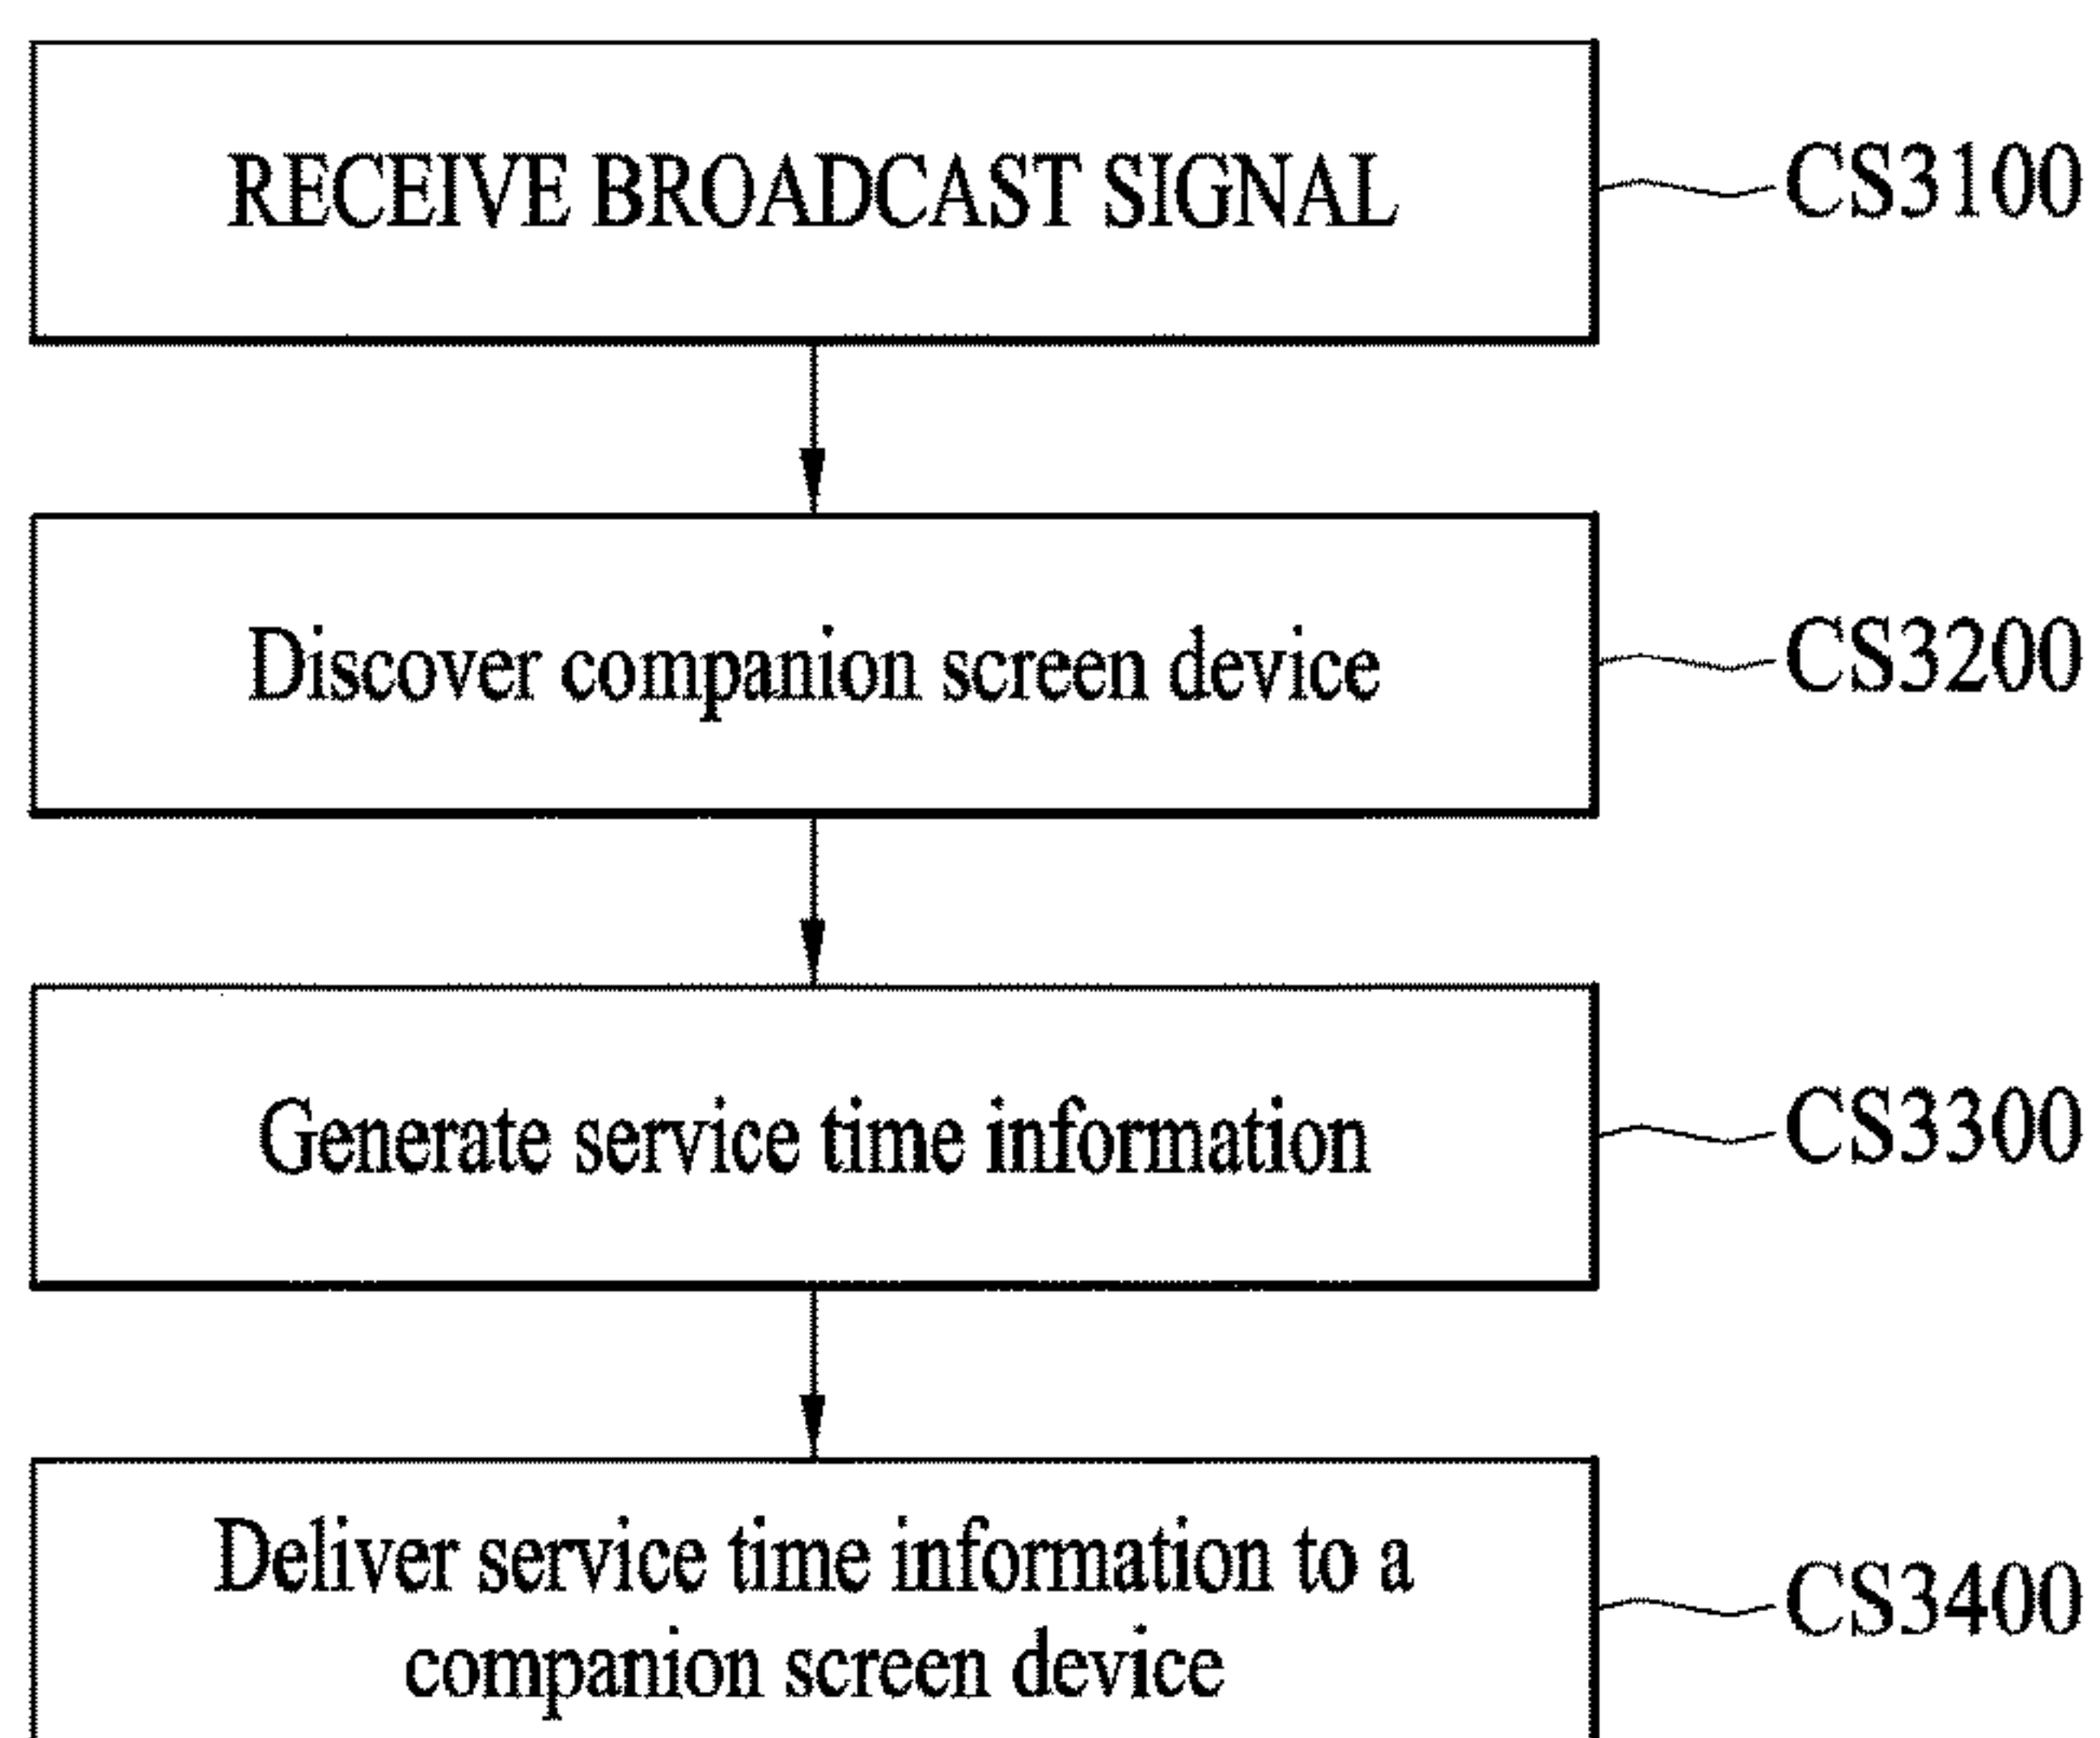 RECEIVE BROADCAST SIGNAL
CS3100
Discover companion screen device
CS3200
Generate service time information
CS3300
Deliver service time information to a
companion screen device
CS3400